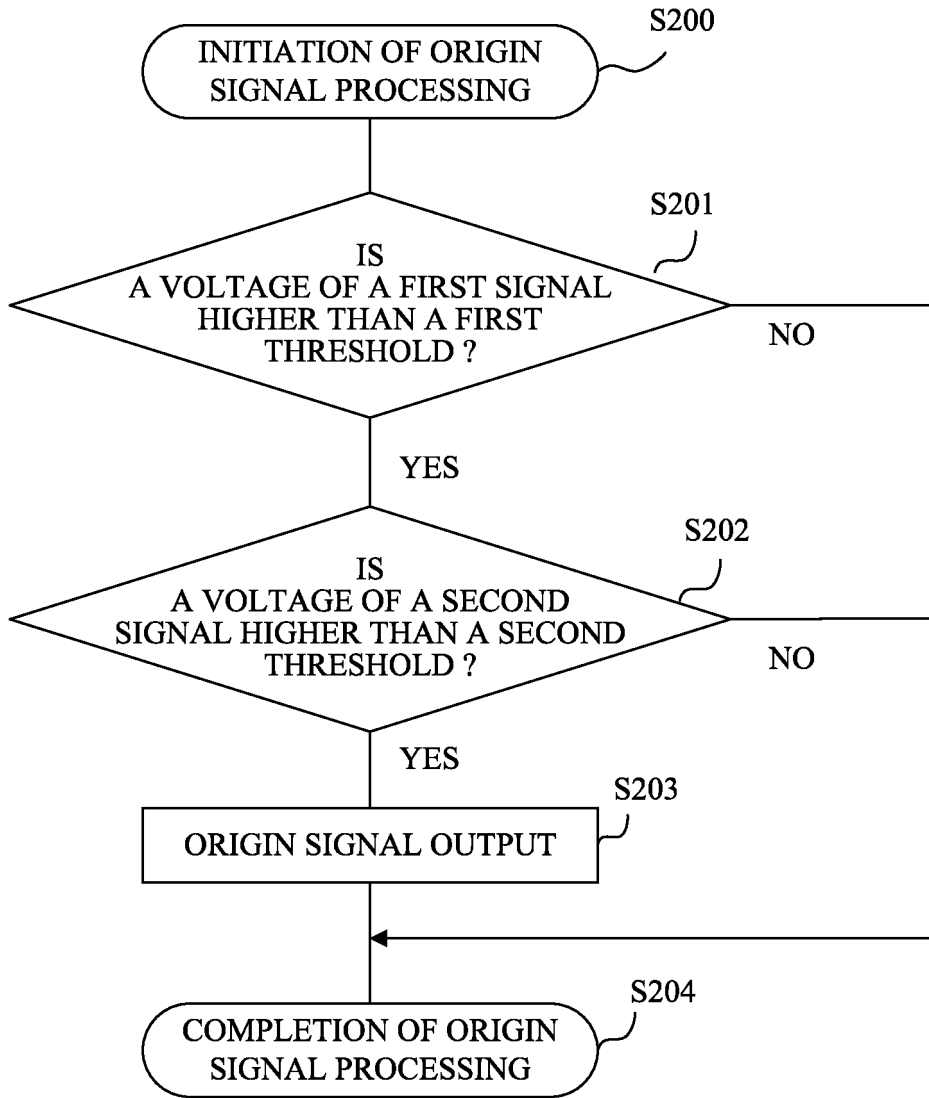 S200
INITIATION OF ORIGIN
SIGNAL PROCESSING
S201
IS
A VOLTAGE OF A FIRST SIGNAL
HIGHER THAN A FIRST
THRESHOLD ?
NO
YES
S202
IS
A VOLTAGE OF A SECOND
SIGNAL HIGHER THAN A SECOND
THRESHOLD ?
NO
YES
S203
ORIGIN SIGNAL OUTPUT
S204
COMPLETION OF ORIGIN
SIGNAL PROCESSING